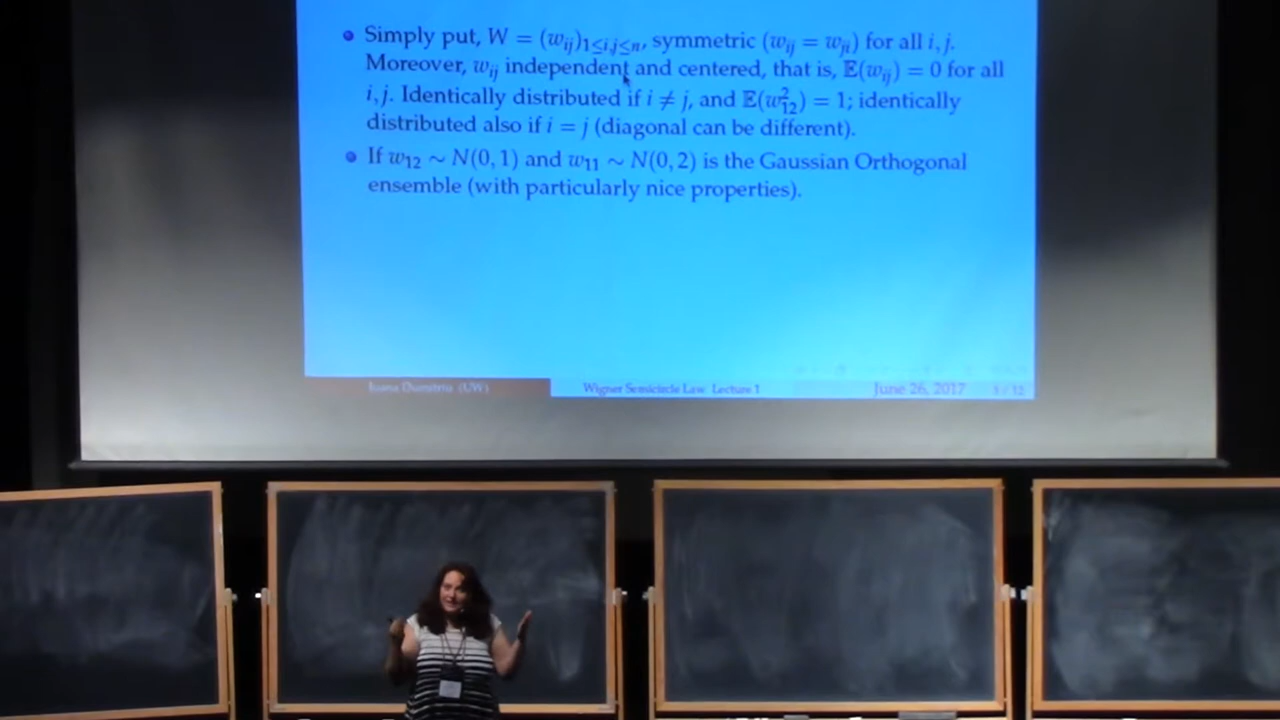 Simply put, W = (w_ij)_1≤i,j≤n, symmetric (w_ij = w_ji) for all i, j.
Moreover, w_ij independent and centered, that is, 𝔼(w_ij) = 0 for all
i, j. Identically distributed if i ≠ j, and 𝔼(w²_12) = 1; identically
distributed also if i = j (diagonal can be different).
If w_12 ~ N(0, 1) and w_11 ~ N(0, 2) is the Gaussian Orthogonal
ensemble (with particularly nice properties).
Ioana Dumitriu (UW) Wigner Semicircle Law Lecture 1 June 26, 2017